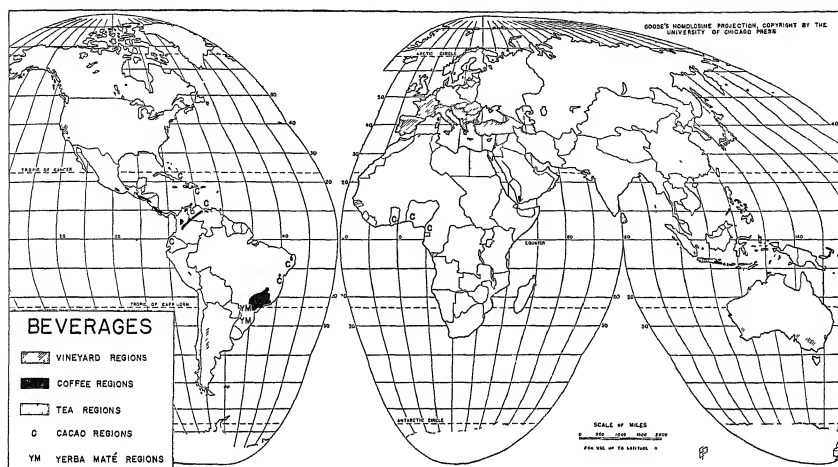 GOODE'S HOMOLOSINE PROJECTION, COPYRIGHT BY THE
UNIVERSITY OF CHICAGO PRESS
ARCTIC CIRCLE
TROPIC OF CANCER
EQUATOR
TROPIC OF CAPRICORN
YM
YM
ANTARCTIC CIRCLE
BEVERAGES
VINEYARD REGIONS
COFFEE REGIONS
TEA REGIONS
C CACAO REGIONS
YM YERBA MATÉ REGIONS
SCALE OF MILES
FOR USE UP TO LATITUDE